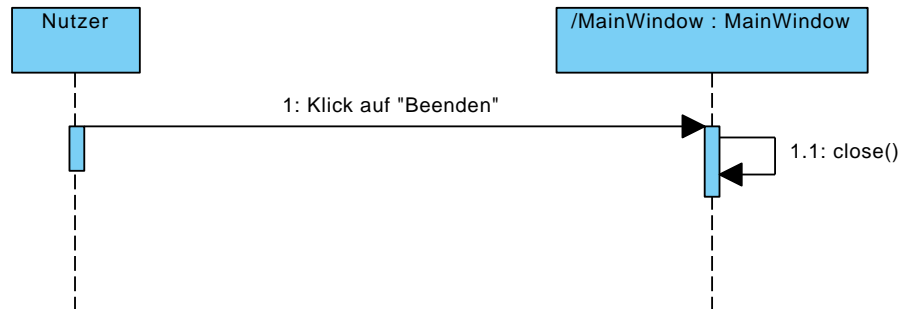 Nutzer
/MainWindow : MainWindow
1: Klick auf "Beenden"
1.1: close()